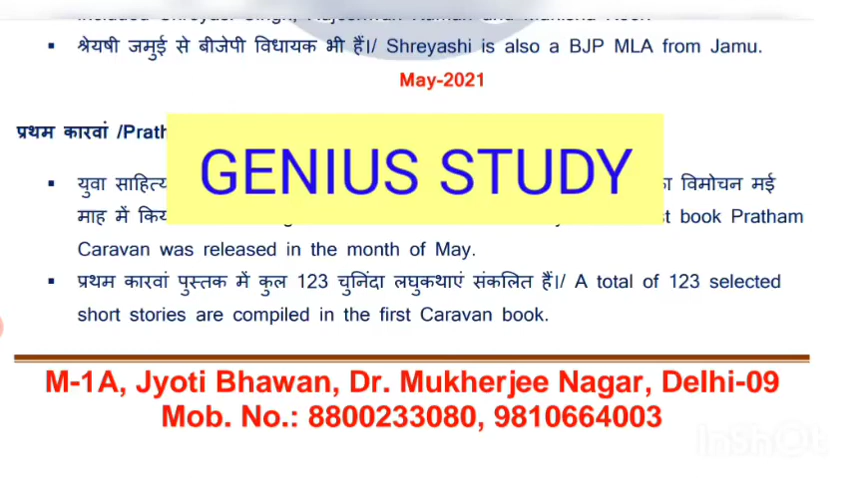 ▪ श्रेयषी जमुई से बीजेपी विधायक भी हैं।/ Shreyashi is also a BJP MLA from Jamu.
May-2021
प्रथम कारवां /Prath
GENIUS STUDY
▪ युवा साहित्य का विमोचन मई
माह में book Pratham
Caravan was released in the month of May.
▪ प्रथम कारवां पुस्तक में कुल 123 चुनिंदा लघुकथाएं संकलित हैं।/ A total of 123 selected
short stories are compiled in the first Caravan book.
M-1A, Jyoti Bhawan, Dr. Mukherjee Nagar, Delhi-09
Mob. No.: 8800233080, 9810664003
InShOt